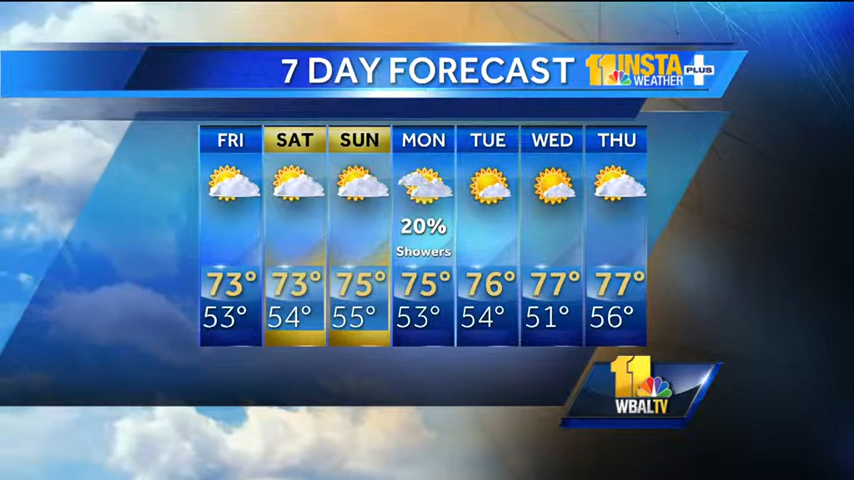 7 DAY FORECAST 11 INSTA WEATHER PLUS
FRI SAT SUN MON TUE WED THU
20%
Showers
73° 73° 75° 75° 76° 77° 77°
53° 54° 55° 53° 54° 51° 56°
11
WBALTV